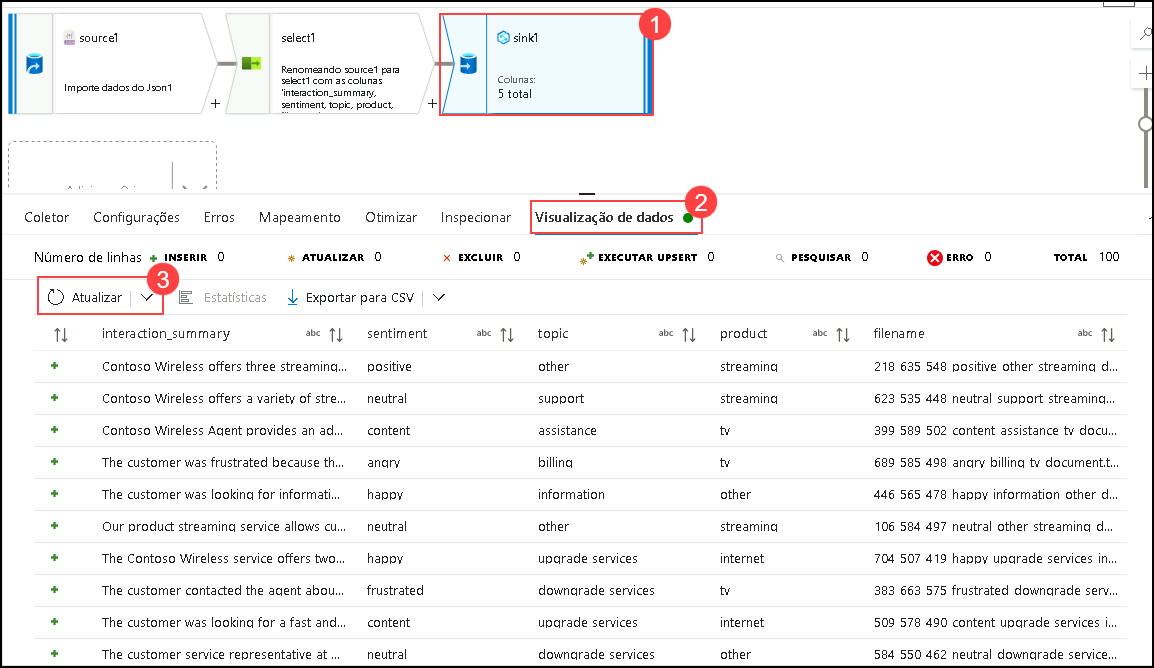 1
source1
select1
sink1
Importe dados do Json1
Renomeando source1 para
select1 com as colunas
'interaction_summary,
sentiment, topic, product,
Colunas:
5 total
+
+
2
Coletor Configurações Erros Mapeamento Otimizar Inspecionar Visualização de dados
Número de linhas INSERIR 0 ATUALIZAR 0 EXCLUIR 0 EXECUTAR UPSERT 0 PESQUISAR 0 ERRO 0 TOTAL 100
3
Atualizar Estatísticas Exportar para CSV
interaction_summary abc sentiment abc topic abc product abc filename abc
Contoso Wireless offers three streaming... positive other streaming 218 635 548 positive other streaming d...
Contoso Wireless offers a variety of stre... neutral support streaming 623 535 448 neutral support streaming...
Contoso Wireless Agent provides an ad... content assistance tv 399 589 502 content assistance tv docu...
The customer was frustrated because th... angry billing tv 689 585 498 angry billing tv document.t...
The customer was looking for informati... happy information other 446 565 478 happy information other d...
Our product streaming service allows cu... neutral other streaming 106 584 497 neutral other streaming d...
The Contoso Wireless service offers two... happy upgrade services internet 704 507 419 happy upgrade services in...
The customer contacted the agent abou... frustrated downgrade services tv 383 663 575 frustrated downgrade serv...
The customer was looking for a fast and... content upgrade services internet 509 578 490 content upgrade services i...
The customer service representative at ... neutral downgrade services other 584 550 462 neutral downgrade service...